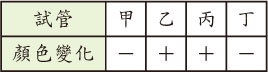 試管 甲 乙 丙 丁
顏色變化 － ＋ ＋ －